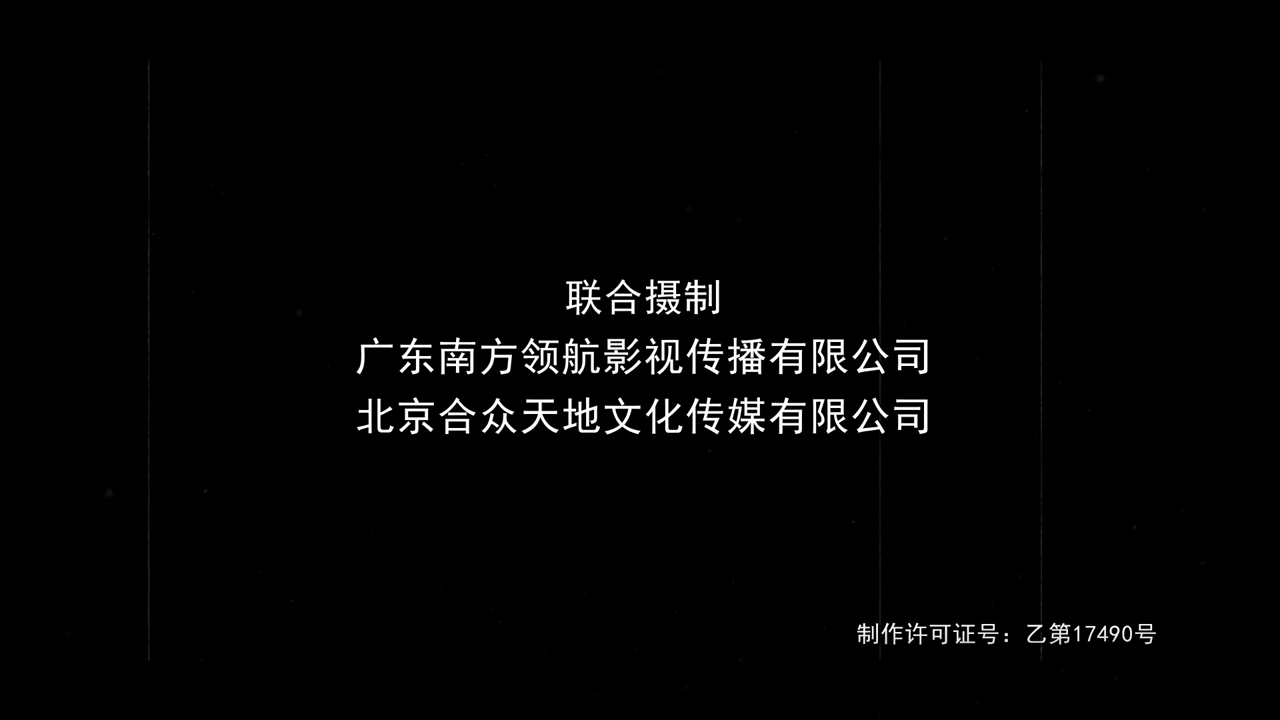 联合摄制
广东南方领航影视传播有限公司
北京合众天地文化传媒有限公司
制作许可证号：乙第17490号